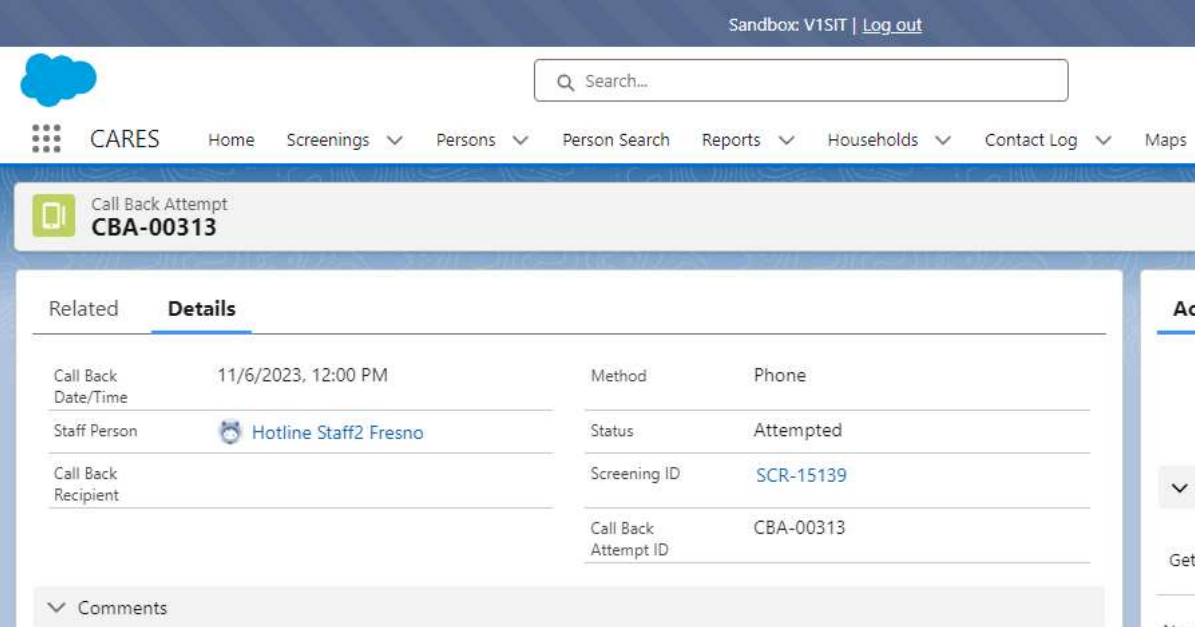 Sandbox: V1SIT | Log out
Search...
CARES Home Screenings Persons Person Search Reports Households Contact Log Maps
Call Back Attempt
CBA-00313
Related Details
Call Back Date/Time 11/6/2023, 12:00 PM
Method Phone
Staff Person Hotline Staff2 Fresno
Status Attempted
Call Back Recipient
Screening ID SCR-15139
Call Back Attempt ID CBA-00313
Comments
Get